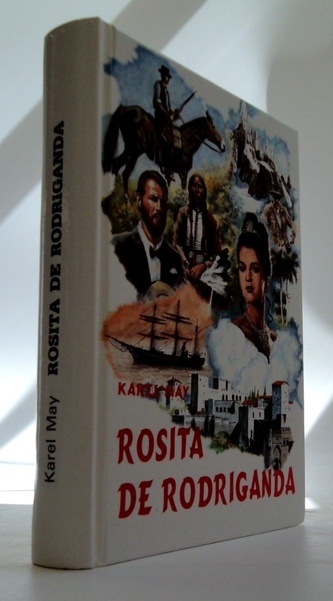 Karel May ROSITA DE RODRIGANDA
KAREL MAY
ROSITA
DE RODRIGANDA